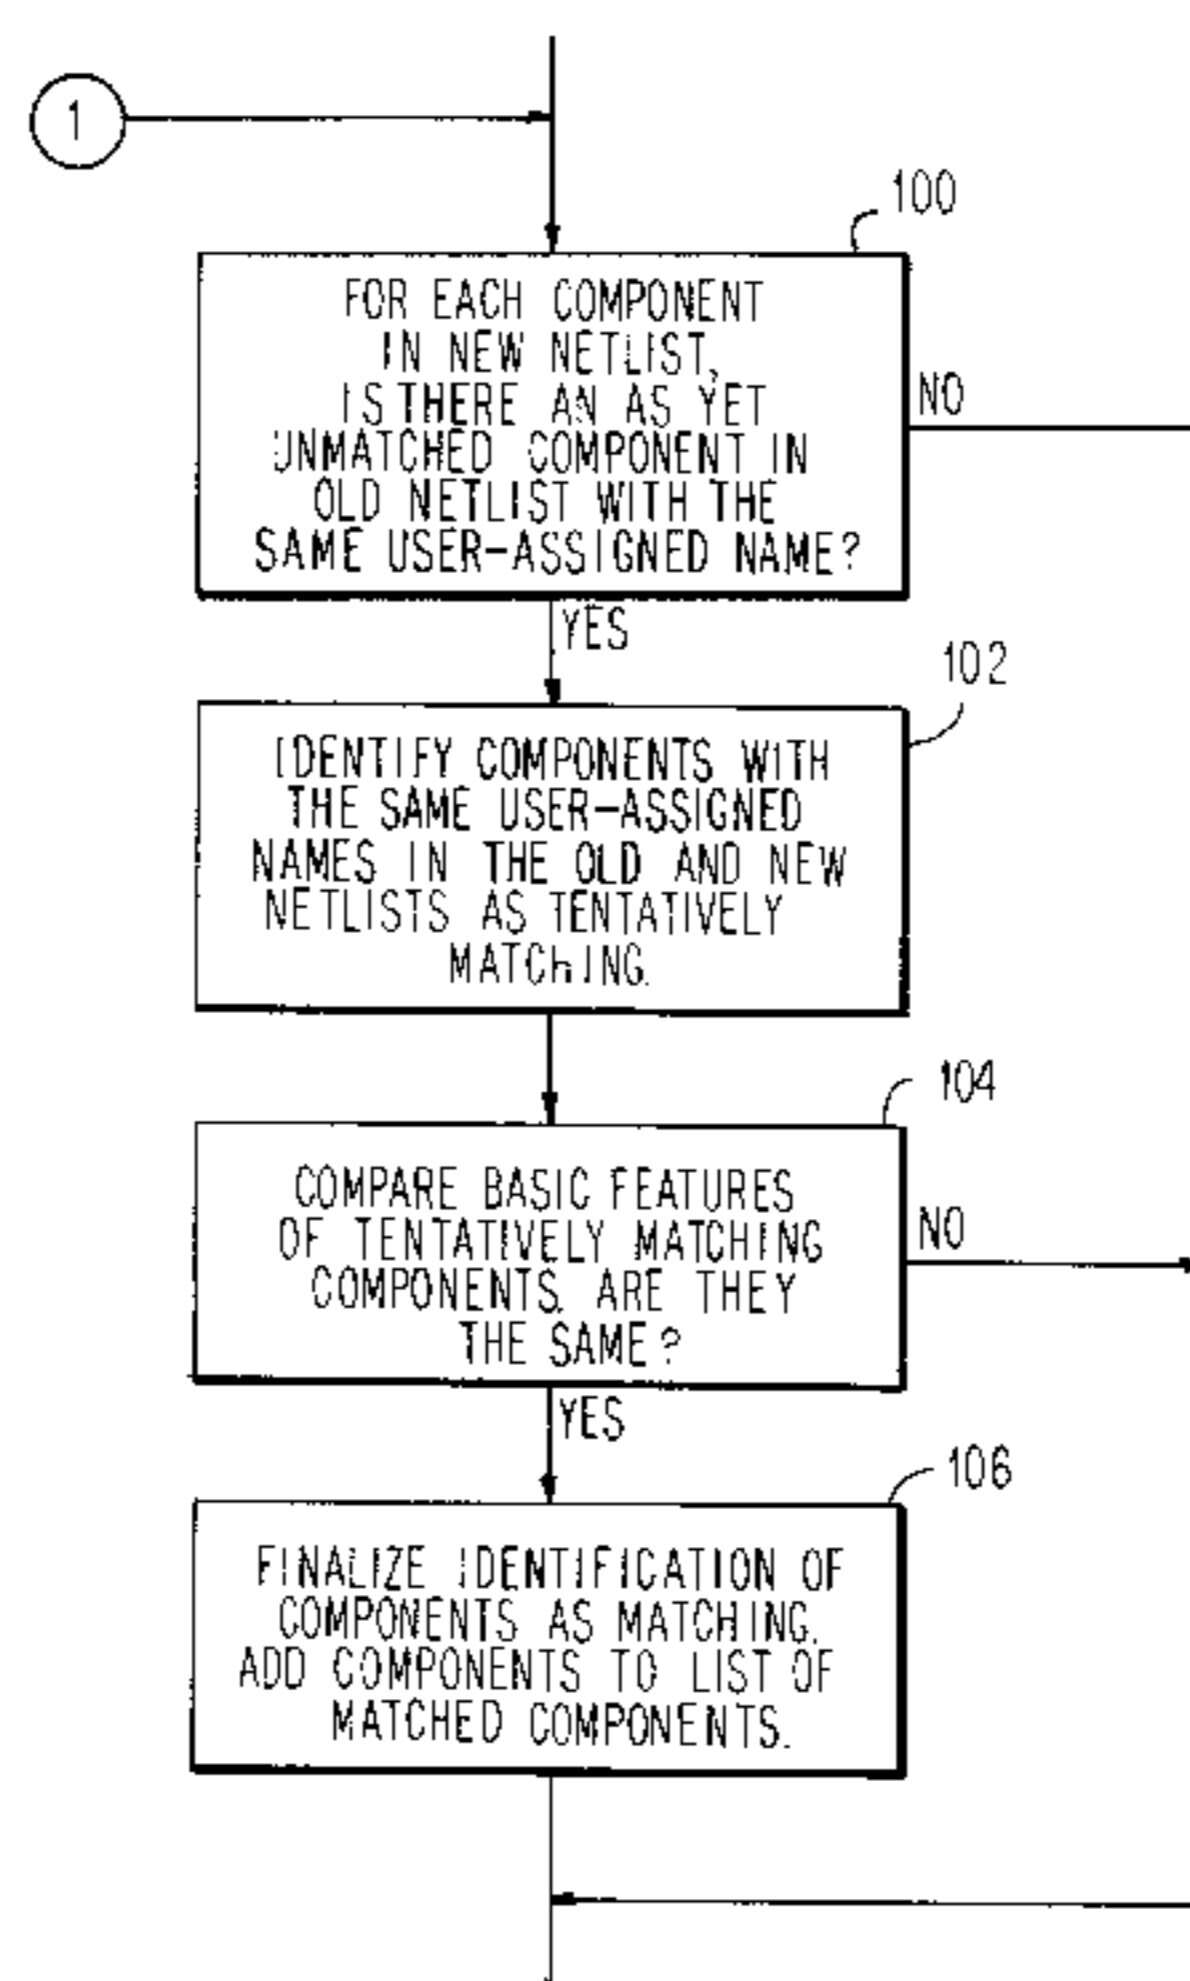 1
100
FOR EACH COMPONENT
IN NEW NETLIST,
IS THERE AN AS YET
UNMATCHED COMPONENT IN
OLD NETLIST WITH THE
SAME USER-ASSIGNED NAME?
NO
YES
102
IDENTIFY COMPONENTS WITH
THE SAME USER-ASSIGNED
NAMES IN THE OLD AND NEW
NETLISTS AS TENTATIVELY
MATCHING.
104
COMPARE BASIC FEATURES
OF TENTATIVELY MATCHING
COMPONENTS. ARE THEY
THE SAME?
NO
YES
106
FINALIZE IDENTIFICATION OF
COMPONENTS AS MATCHING.
ADD COMPONENTS TO LIST OF
MATCHED COMPONENTS.